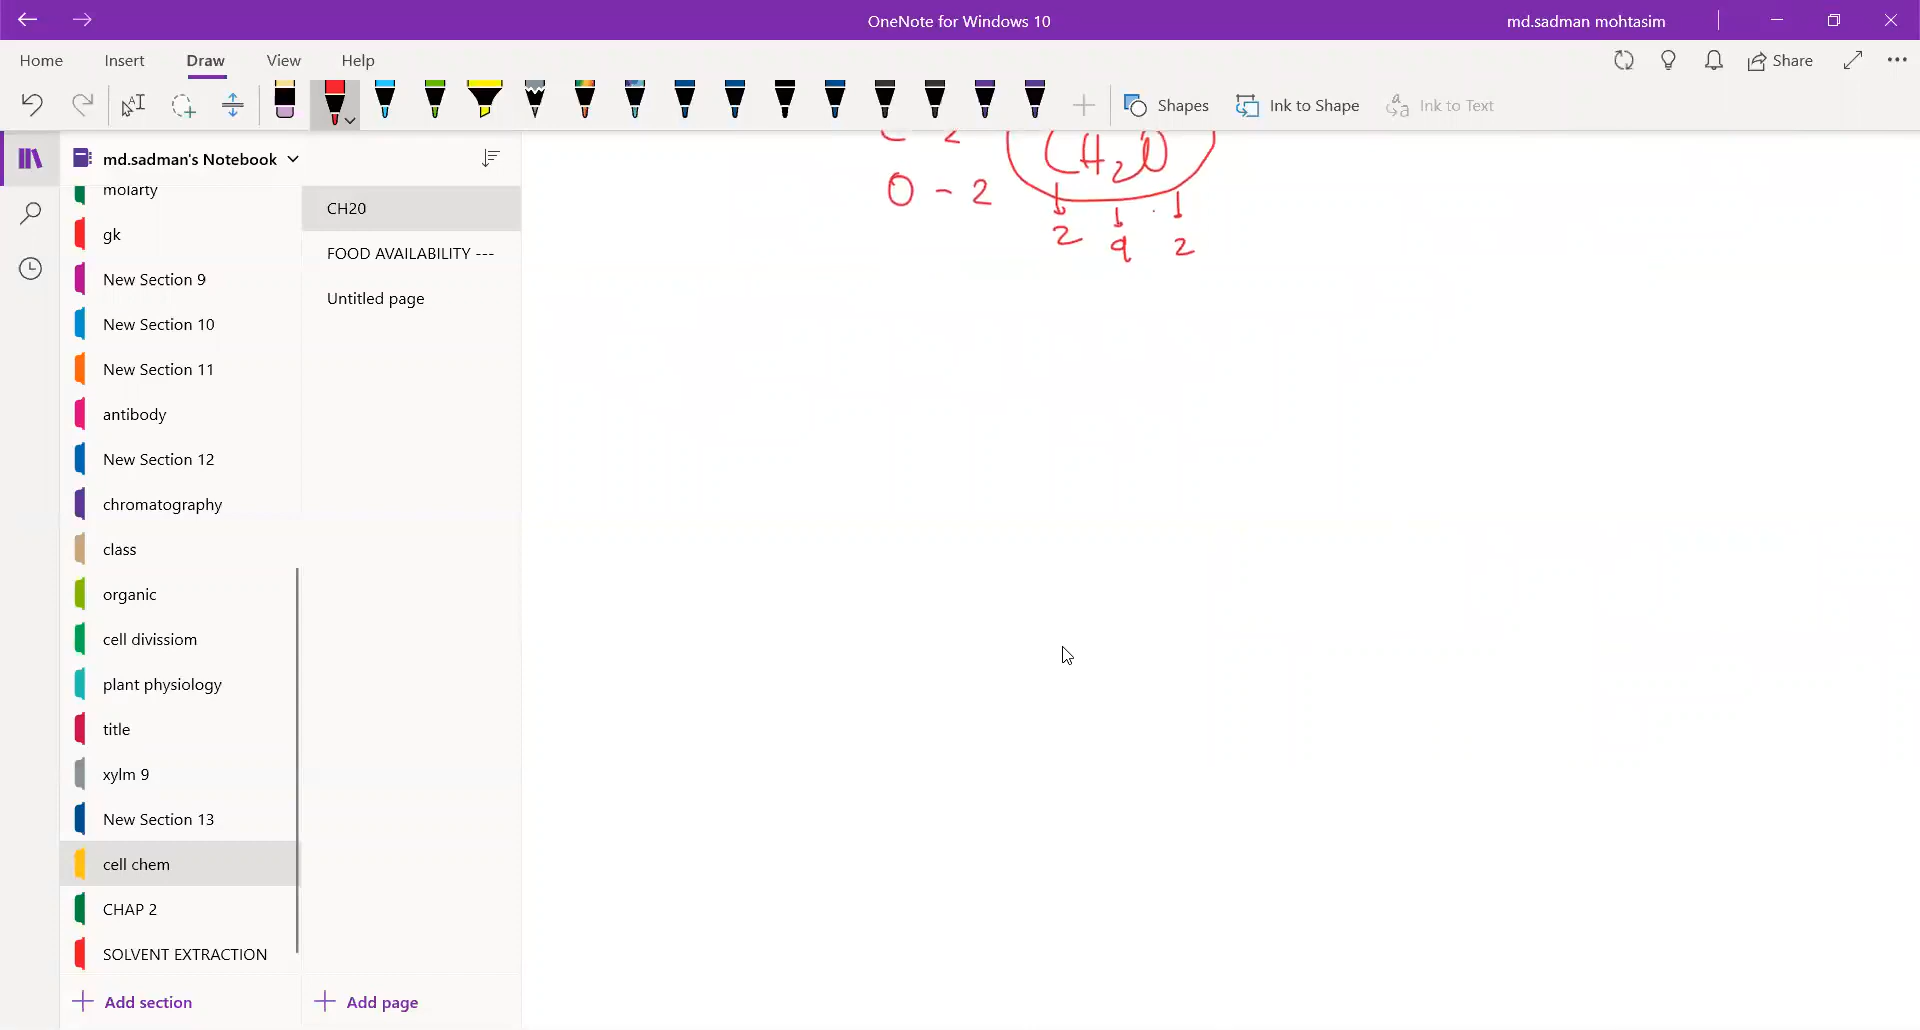 OneNote for Windows 10
md.sadman mohtasim
Home Insert Draw View Help
Share
Shapes Ink to Shape Ink to Text
md.sadman's Notebook
molarty
gk
New Section 9
New Section 10
New Section 11
antibody
New Section 12
chromatography
class
organic
cell divissiom
plant physiology
title
xylm 9
New Section 13
cell chem
CHAP 2
SOLVENT EXTRACTION
Add section
CH20
FOOD AVAILABILITY ---
Untitled page
Add page
CH2O
O - 2
2 9 2